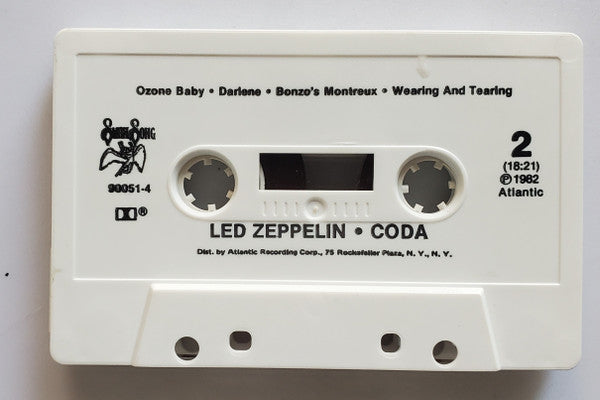 Ozone Baby • Darlene • Bonzo's Montreux • Wearing And Tearing
Swan Song
90051-4
®
2
(18:21)
℗ 1982
Atlantic
LED ZEPPELIN • CODA
Dist. by Atlantic Recording Corp., 75 Rockefeller Plaza, N. Y., N. Y.